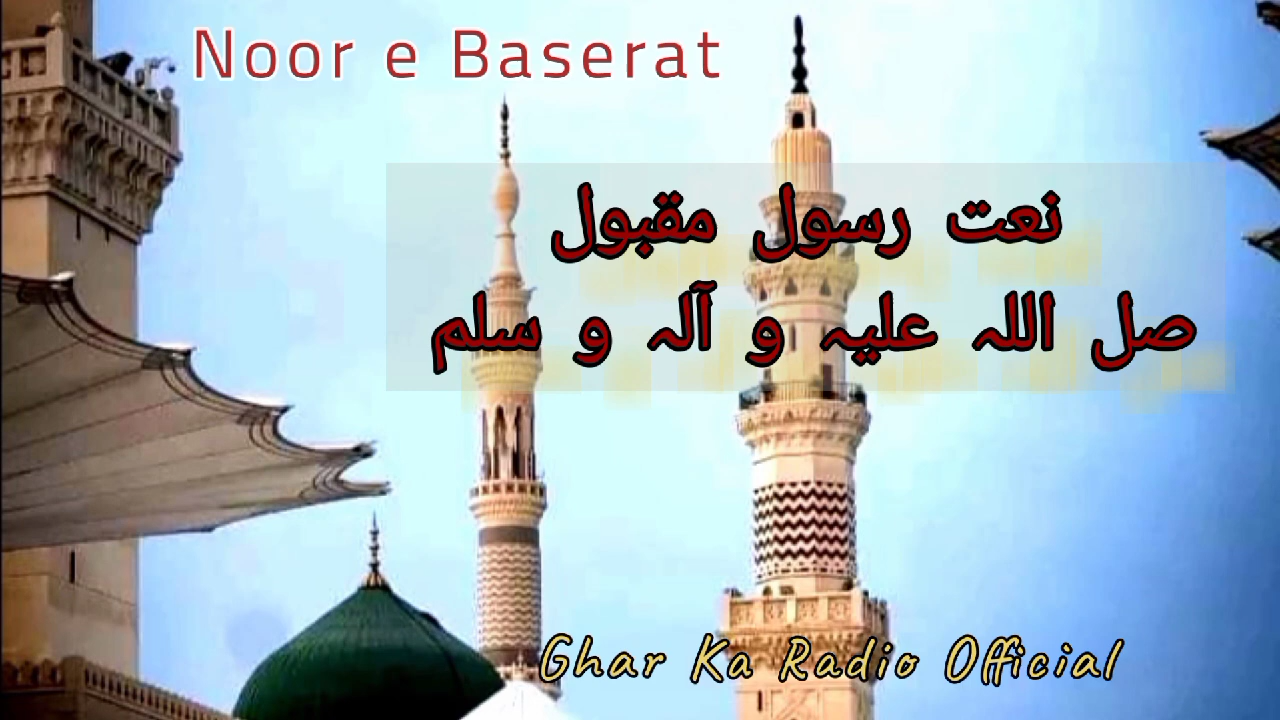 Noor e Baserat
نعت رسول مقبول
صل اللہ علیہ و آلہ و سلم
Ghar Ka Radio Official